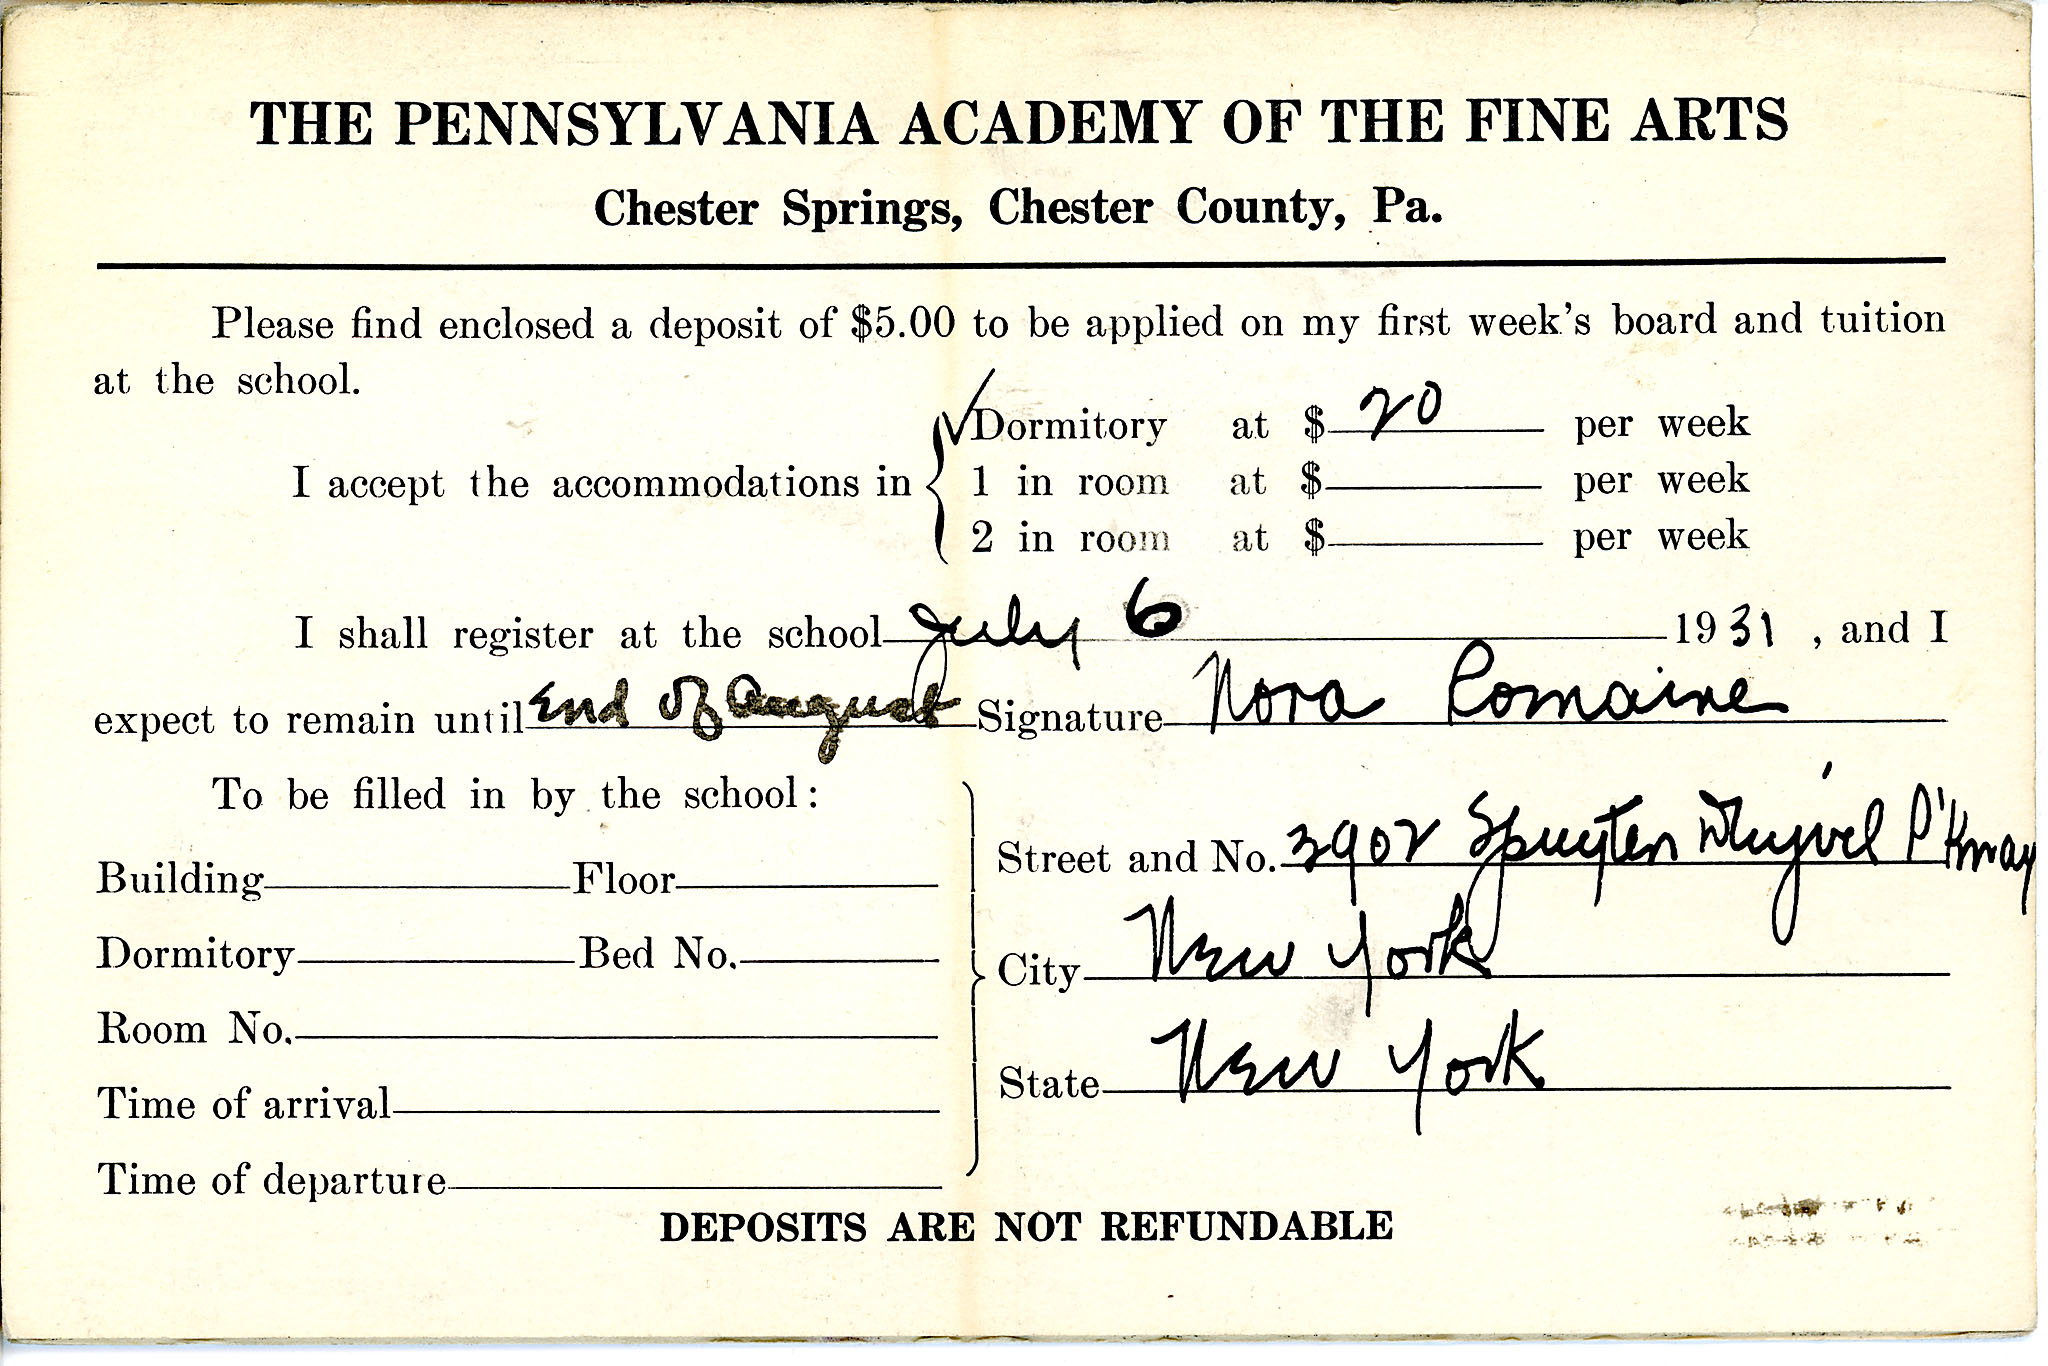 THE PENNSYLVANIA ACADEMY OF THE FINE ARTS
Chester Springs, Chester County, Pa.
Please find enclosed a deposit of $5.00 to be applied on my first week's board and tuition
at the school.
✓Dormitory at $ 20 per week
I accept the accommodations in { 1 in room at $ per week
2 in room at $ per week
I shall register at the school July 6 1931, and I
expect to remain until End of August Signature Nora Romaine
To be filled in by the school:
Street and No. 3902 Spuyten Duyvel P'Kway
Building Floor
City New York
Dormitory Bed No.
Room No.
State New York
Time of arrival
Time of departure
DEPOSITS ARE NOT REFUNDABLE